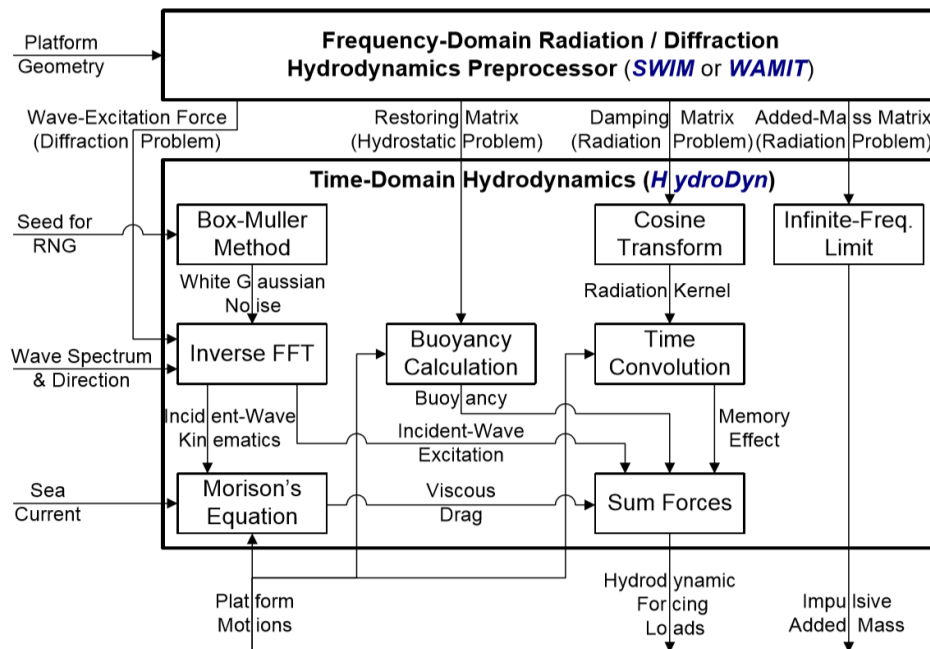 Platform
Geometry
Frequency-Domain Radiation / Diffraction
Hydrodynamics Preprocessor (SWIM or WAMIT)
Wave-Excitation Force
(Diffraction Problem)
Restoring Matrix
(Hydrostatic Problem)
Damping Matrix
(Radiation Problem)
Added-Mass Matrix
(Radiation Problem)
Time-Domain Hydrodynamics (HydroDyn)
Seed for
RNG
Box-Muller
Method
Cosine
Transform
Infinite-Freq.
Limit
White Gaussian
Noise
Radiation Kernel
Wave Spectrum
& Direction
Inverse FFT
Buoyancy
Calculation
Time
Convolution
Incident-Wave
Kinematics
Incident-Wave
Excitation
Buoyancy
Memory
Effect
Sea
Current
Morison's
Equation
Viscous
Drag
Sum Forces
Platform
Motions
Hydrodynamic
Forcing
Loads
Impulsive
Added Mass